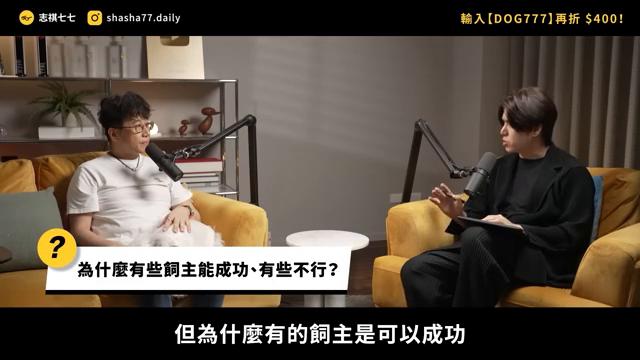 志祺七七
shasha77.daily
輸入【DOG777】再折 $400！
?
為什麼有些飼主能成功、有些不行？
但為什麼有的飼主是可以成功